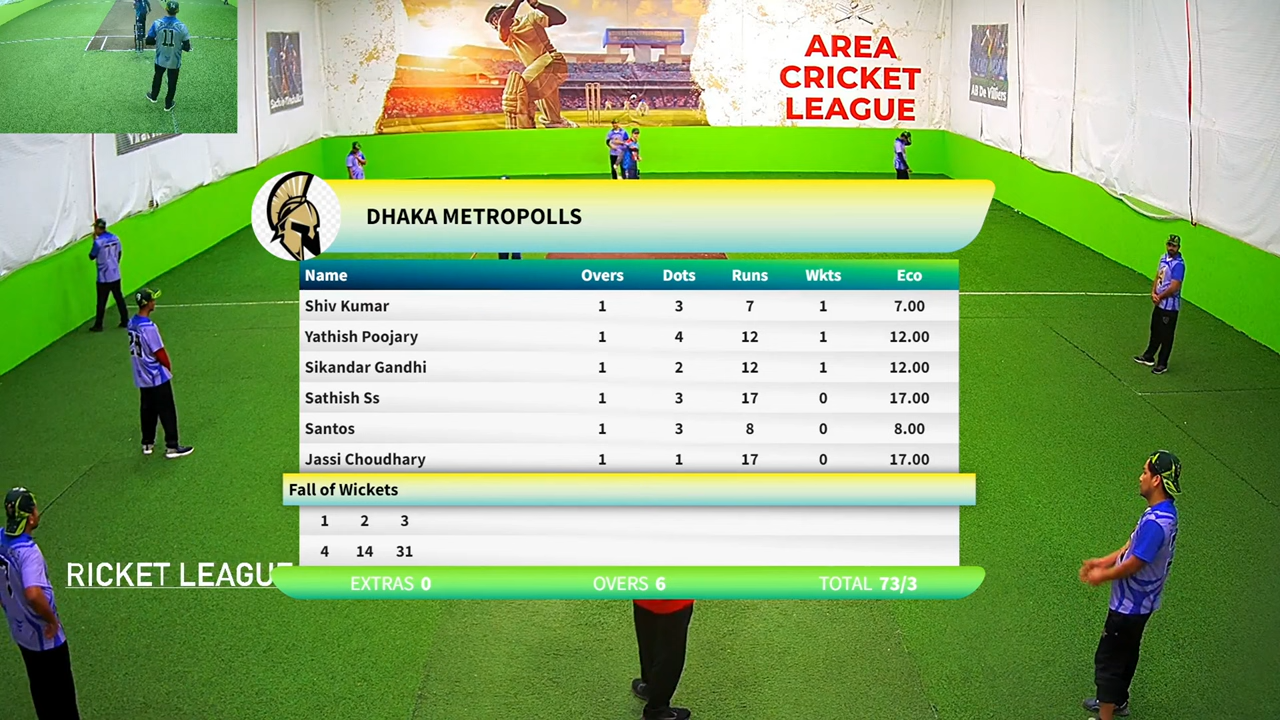 11
AREA
CRICKET
LEAGUE
AB De Villiers
DHAKA METROPOLLS
Name Overs Dots Runs Wkts Eco
Shiv Kumar 1 3 7 1 7.00
Yathish Poojary 1 4 12 1 12.00
Sikandar Gandhi 1 2 12 1 12.00
Sathish Ss 1 3 17 0 17.00
Santos 1 3 8 0 8.00
Jassi Choudhary 1 1 17 0 17.00
Fall of Wickets
1 2 3
4 14 31
RICKET LEAGUE
EXTRAS 0 OVERS 6 TOTAL 73/3